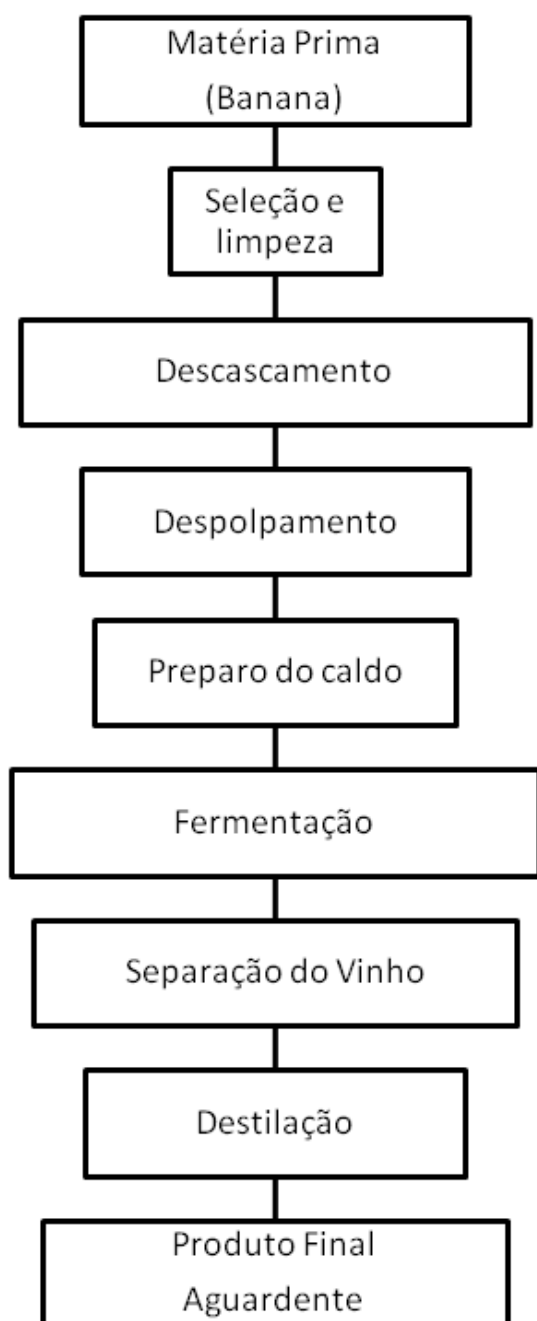 Matéria Prima
(Banana)
Seleção e
limpeza
Descascamento
Despolpamento
Preparo do caldo
Fermentação
Separação do Vinho
Destilação
Produto Final
Aguardente